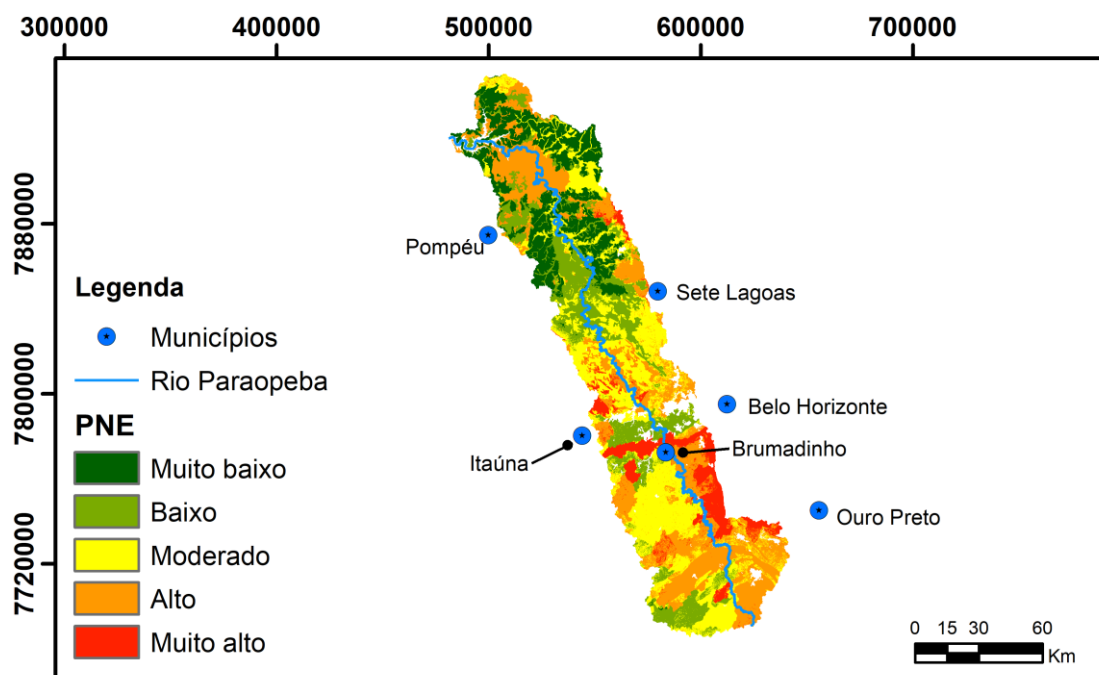 300000 400000 500000 600000 700000
7880000
7800000
7720000
Pompéu
Sete Lagoas
Belo Horizonte
Itaúna
Brumadinho
Ouro Preto
Legenda
Municípios
Rio Paraopeba
PNE
Muito baixo
Baixo
Moderado
Alto
Muito alto
0 15 30 60
Km